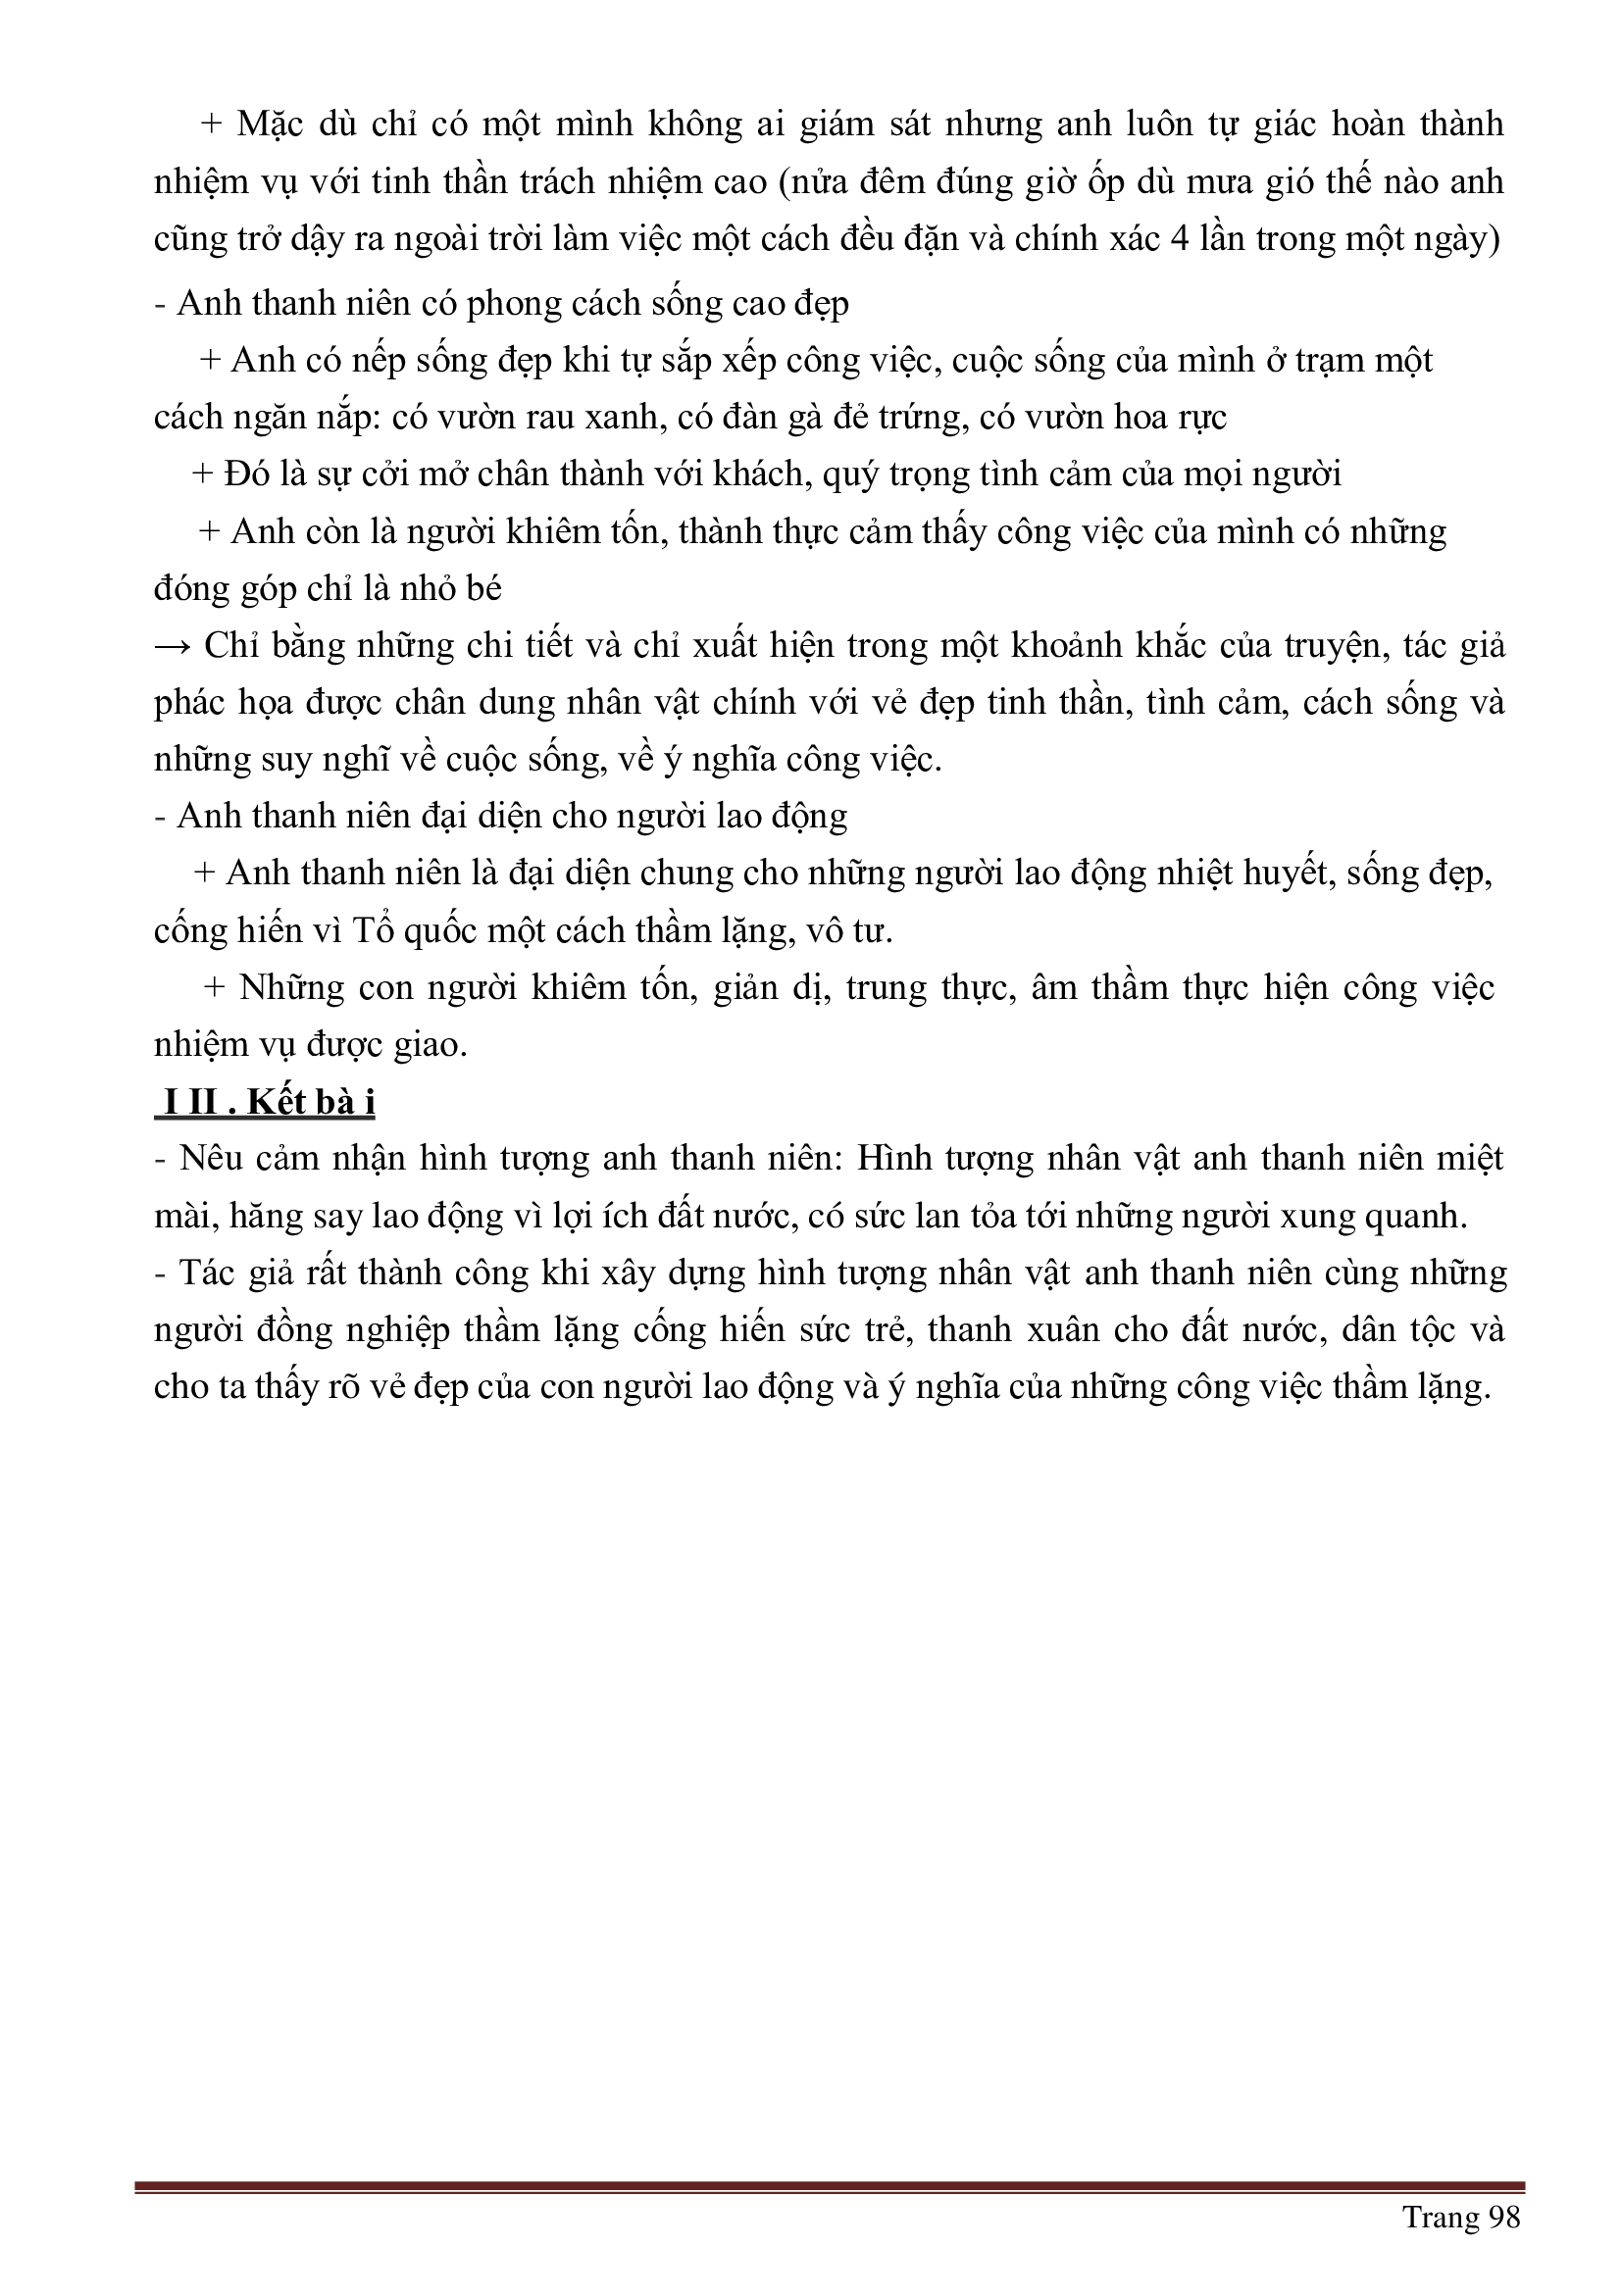 + Mặc dù chỉ có một mình không ai giám sát nhưng anh luôn tự giác hoàn thành
nhiệm vụ với tinh thần trách nhiệm cao (nửa đêm đúng giờ ốp dù mưa gió thế nào anh
cũng trở dậy ra ngoài trời làm việc một cách đều đặn và chính xác 4 lần trong một ngày)
- Anh thanh niên có phong cách sống cao đẹp
+ Anh có nếp sống đẹp khi tự sắp xếp công việc, cuộc sống của mình ở trạm một
cách ngăn nắp: có vườn rau xanh, có đàn gà đẻ trứng, có vườn hoa rực
+ Đó là sự cởi mở chân thành với khách, quý trọng tình cảm của mọi người
+ Anh còn là người khiêm tốn, thành thực cảm thấy công việc của mình có những
đóng góp chỉ là nhỏ bé
→ Chỉ bằng những chi tiết và chỉ xuất hiện trong một khoảnh khắc của truyện, tác giả
phác họa được chân dung nhân vật chính với vẻ đẹp tinh thần, tình cảm, cách sống và
những suy nghĩ về cuộc sống, về ý nghĩa công việc.
- Anh thanh niên đại diện cho người lao động
+ Anh thanh niên là đại diện chung cho những người lao động nhiệt huyết, sống đẹp,
cống hiến vì Tổ quốc một cách thầm lặng, vô tư.
+ Những con người khiêm tốn, giản dị, trung thực, âm thầm thực hiện công việc
nhiệm vụ được giao.
I II . Kết bà i
- Nêu cảm nhận hình tượng anh thanh niên: Hình tượng nhân vật anh thanh niên miệt
mài, hăng say lao động vì lợi ích đất nước, có sức lan tỏa tới những người xung quanh.
- Tác giả rất thành công khi xây dựng hình tượng nhân vật anh thanh niên cùng những
người đồng nghiệp thầm lặng cống hiến sức trẻ, thanh xuân cho đất nước, dân tộc và
cho ta thấy rõ vẻ đẹp của con người lao động và ý nghĩa của những công việc thầm lặng.
Trang 98